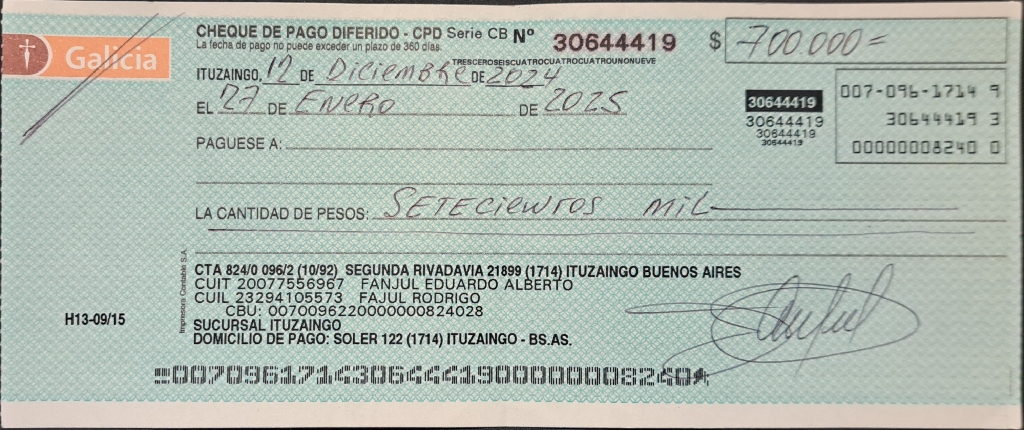 Galicia
CHEQUE DE PAGO DIFERIDO - CPD Serie CB Nº 30644419 $ 700.000=
La fecha de pago no puede exceder un plazo de 360 días.
TRESCEROSEISCUATROCUATROCUATROUNONUEVE
ITUZAINGO, 12 DE Diciembre DE 2024
EL 27 DE ENERO DE 2025
30644419
30644419
30644419
30644419
007-096-1714 9
30644419 3
00000008240 0
PAGUESE A:
LA CANTIDAD DE PESOS: SETECIENTOS MIL
CTA 824/0 096/2 (10/92) SEGUNDA RIVADAVIA 21899 (1714) ITUZAINGO BUENOS AIRES
CUIT 20077556967 FANJUL EDUARDO ALBERTO
CUIL 23294105573 FAJUL RODRIGO
CBU: 0070096220000000824028
SUCURSAL ITUZAINGO
DOMICILIO DE PAGO: SOLER 122 (1714) ITUZAINGO - BS.AS.
H13-09/15
Impresora Contable S.A.
00709617143064441900000008240